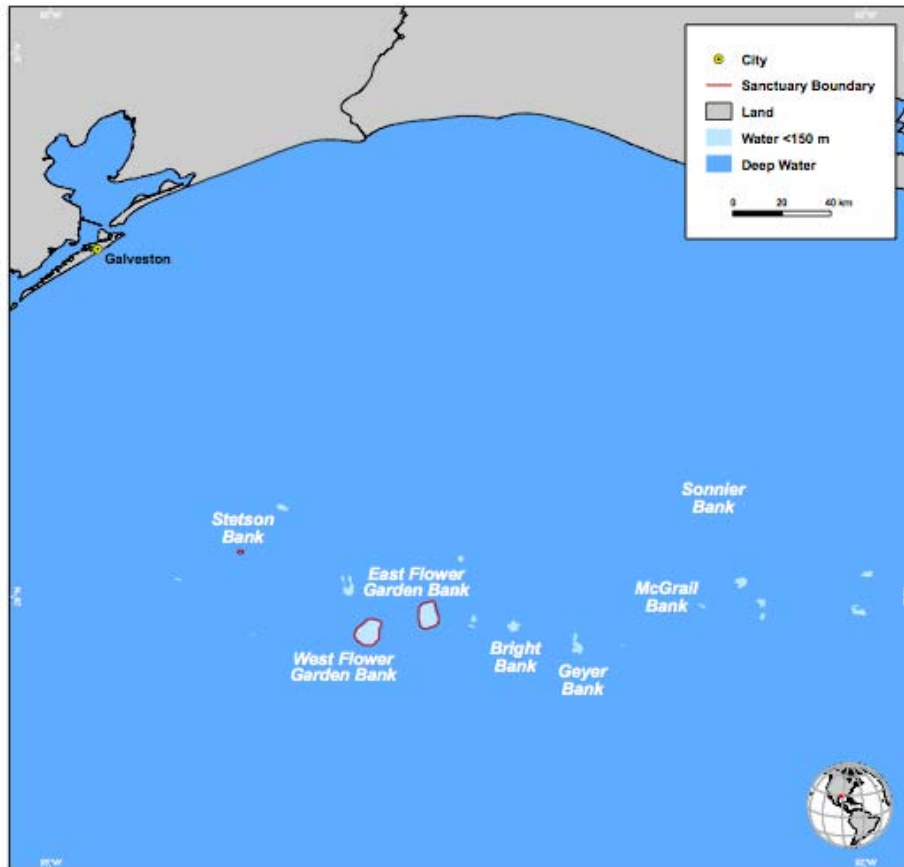 City
Sanctuary Boundary
Land
Water <150 m
Deep Water
0 20 40 km
Galveston
Sonnier
Bank
Stetson
Bank
East Flower
Garden Bank
McGrail
Bank
West Flower
Garden Bank
Bright
Bank
Geyer
Bank